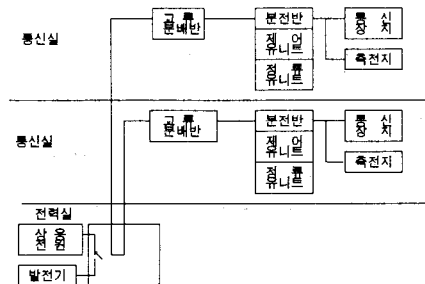 통신실
교 류
분배반
분전반
제 어
유니트
정 류
유니트
통 신
장 치
축전지
통신실
교 류
분배반
분전반
제 어
유니트
정 류
유니트
통 신
장 치
축전지
전력실
상 용
전 원
발전기